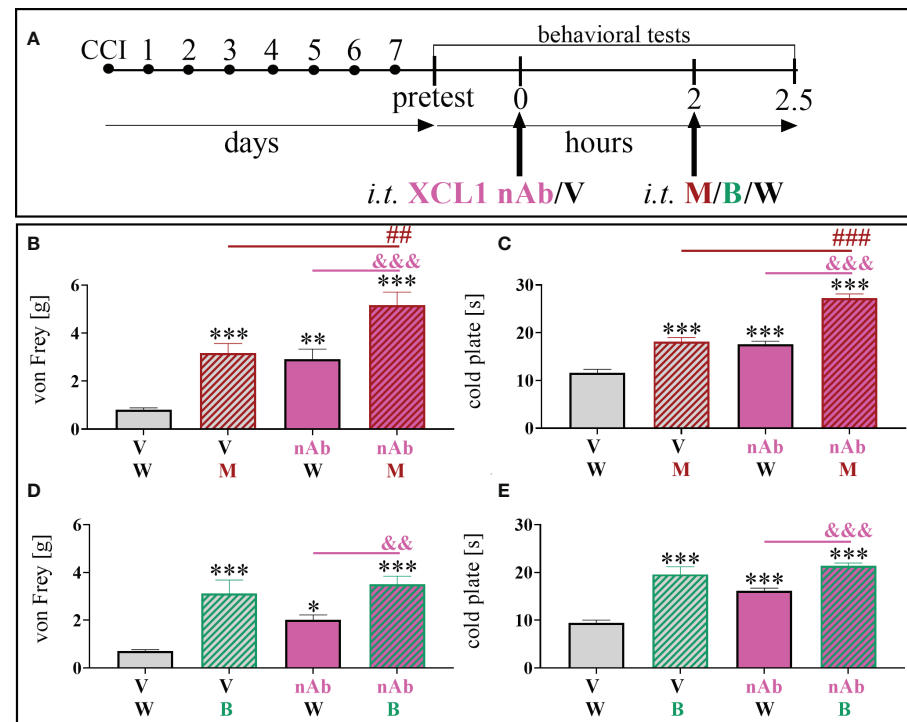 A
CCI 1 2 3 4 5 6 7
behavioral tests
pretest 0 2 2.5
days hours
i.t. XCL1 nAb/V i.t. M/B/W
B
##
&&&
*** ** ***
von Frey [g]
6
4
2
0
V V nAb nAb
W M W M
C
###
&&&
*** *** ***
cold plate [s]
30
20
10
0
V V nAb nAb
W M W M
D
&&
*** * ***
von Frey [g]
6
4
2
0
V V nAb nAb
W B W B
E
&&&
*** *** ***
cold plate [s]
30
20
10
0
V V nAb nAb
W B W B